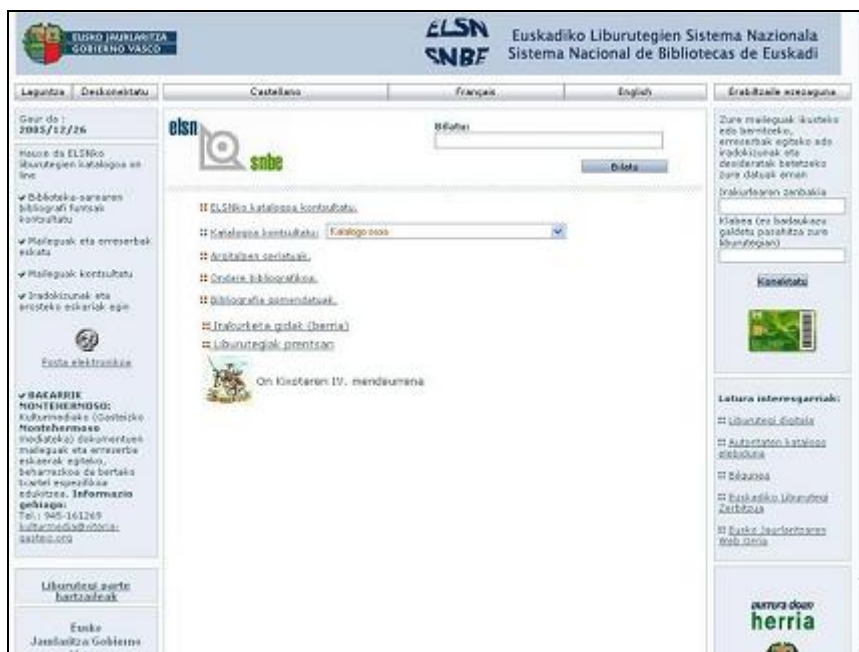 EUSKO JAURLARITZA
GOBIERNO VASCO
ELSN
SNBE
Euskadiko Liburutegien Sistema Nazionala
Sistema Nacional de Bibliotecas de Euskadi
Laguntza Deskonektatu
Castellano
Français
English
Erabiltzaile ezezaguna
Gaur da :
2005/12/26
Hauxe da ELSNko
liburutegien katalogoa on
line
Biblioteka-sarearen
bibliografi funtsak
kontsultatu
Maileguak eta erreserbak
eskatu
Maileguak kontsultatu
Iradokizunak eta
erosteko eskariak egin
Posta elektronikoa
BAKARRIK
MONTEHERMOSO:
Kulturmediako (Gasteizko
Montehermoso
mediateka) dokumentuen
maileguak eta erreserba
eskaerak egiteko,
beharrezkoa da bertako
txartel espezifikoa
edukitzea. Informazio
gehiago:
Tel.: 945-161269
kulturmedia@vitoria-
gasteiz.org
Liburutegi parte
hartzaileak
Eusko
Jaurlaritza Gobierno
elsn
snbe
Bilatu:
Bilatu
ELSNko katalogoa kontsultatu.
Katalogoa kontsultatu: Katalogo osoa
Argitalpen seriatuak.
Ondare bibliografikoa.
Bibliografia gomendatuak.
Irakurketa gidak (berria)
Liburutegiak prentsan
On Kixoteren IV. mendeurrena
Zure maileguak ikusteko
edo berritzeko,
erreserbak egiteko edo
iradokizunak eta
desideratak betetzeko
zure datuak eman
Irakurlearen zenbakia
Klabea (ez badaukazu
galdetu pasahitza zure
liburutegian)
Konektatu
Lotura interesgarriak:
Liburutegi digitala
Autoritateen katalogo
elebiduna
Bilgunea
Euskadiko Liburutegi
Zerbitzua
Eusko Jaurlaritzaren
Web Gunea
aurrera doan
herria